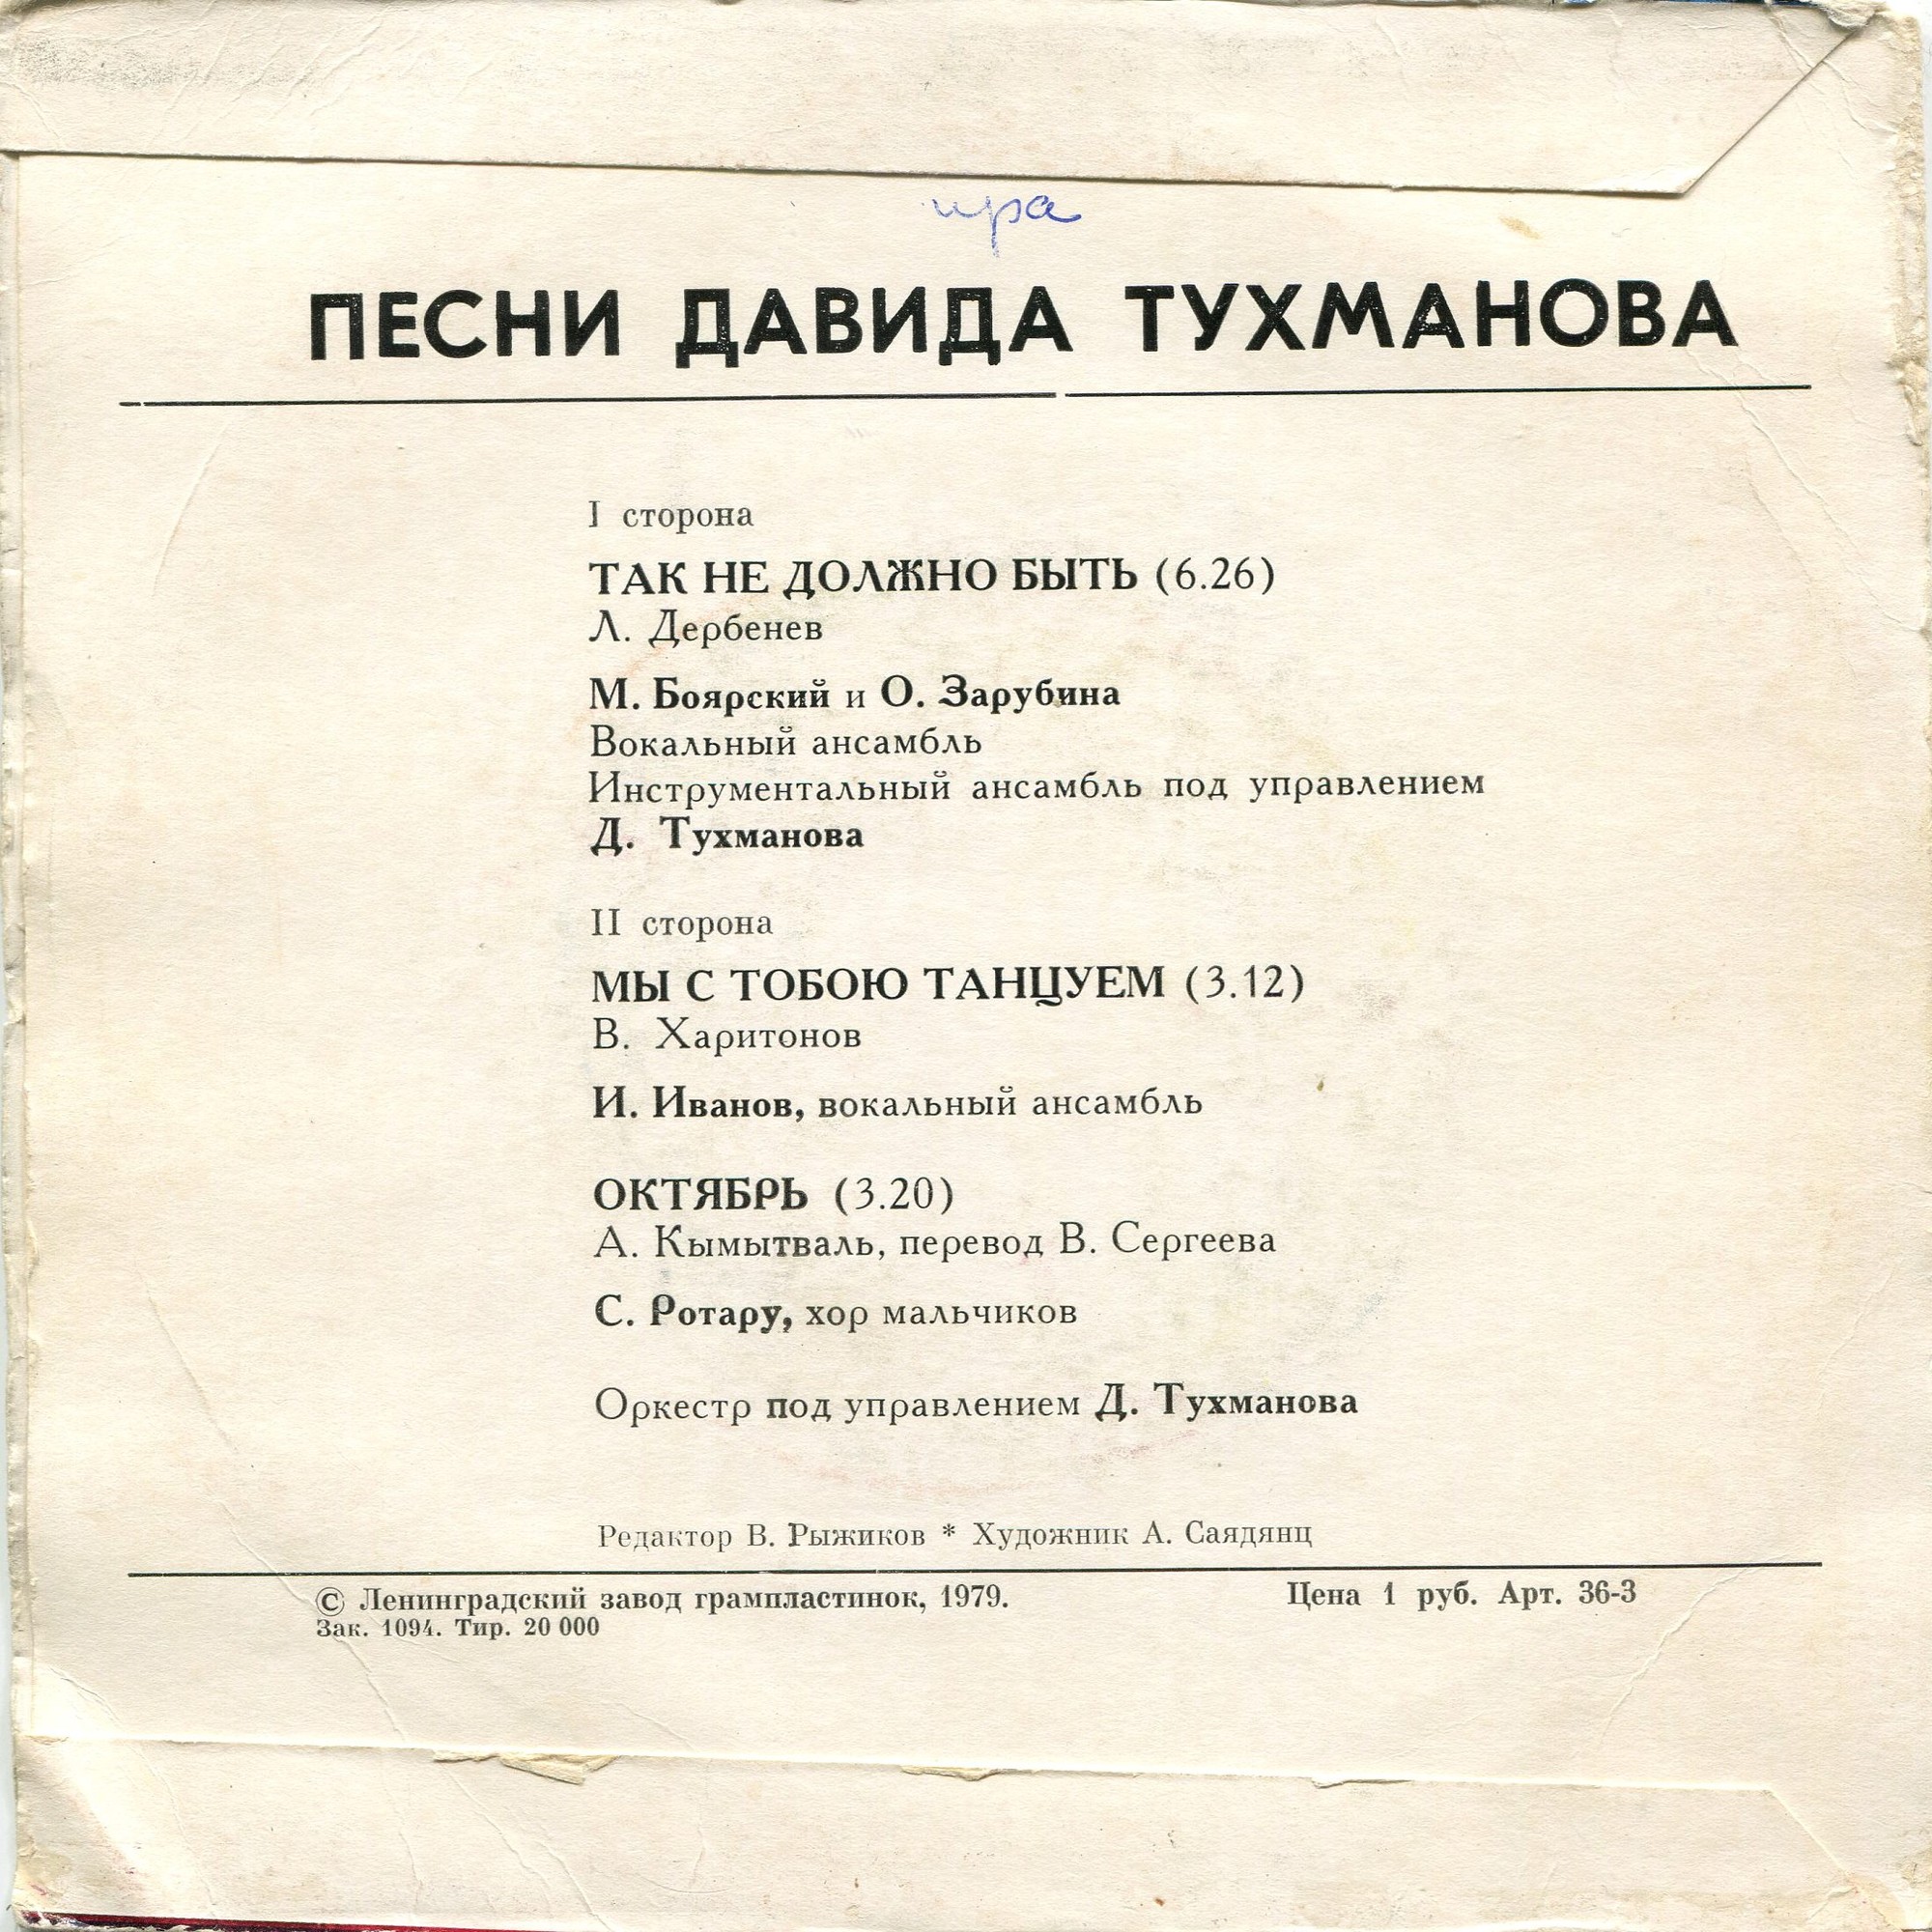 ира
ПЕСНИ ДАВИДА ТУХМАНОВА
I сторона
ТАК НЕ ДОЛЖНО БЫТЬ (6.26)
Л. Дербенев
М. Боярский и О. Зарубина
Вокальный ансамбль
Инструментальный ансамбль под управлением
Д. Тухманова
II сторона
МЫ С ТОБОЮ ТАНЦУЕМ (3.12)
В. Харитонов
И. Иванов, вокальный ансамбль
ОКТЯБРЬ (3.20)
А. Кымытваль, перевод В. Сергеева
С. Ротару, хор мальчиков
Оркестр под управлением Д. Тухманова
Редактор В. Рыжиков * Художник А. Саядянц
© Ленинградский завод грампластинок, 1979. Цена 1 руб. Арт. 36-3
Зак. 1094. Тир. 20 000